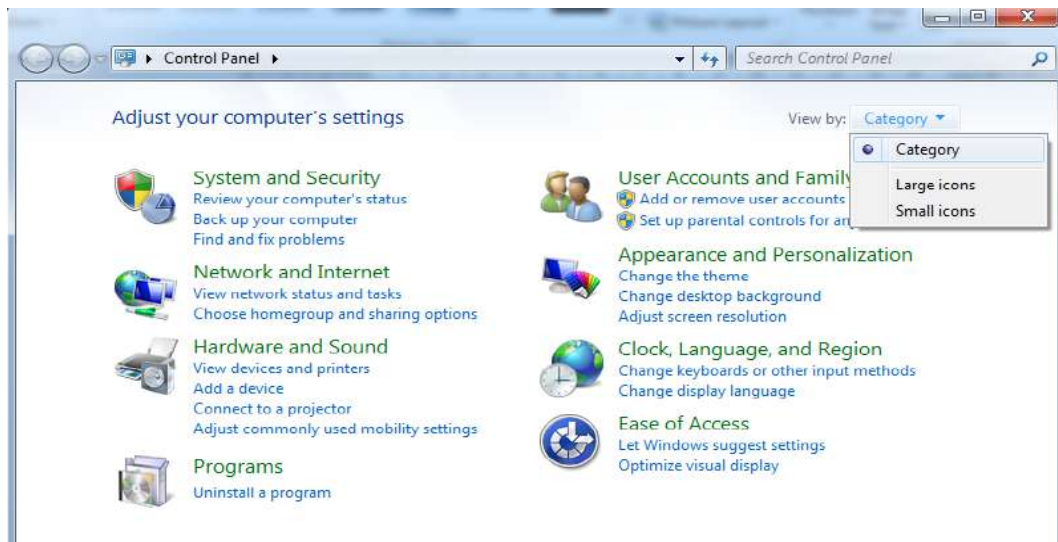 Control Panel
Search Control Panel
Adjust your computer's settings
View by: Category
Category
Large icons
Small icons
System and Security
Review your computer's status
Back up your computer
Find and fix problems
Network and Internet
View network status and tasks
Choose homegroup and sharing options
Hardware and Sound
View devices and printers
Add a device
Connect to a projector
Adjust commonly used mobility settings
Programs
Uninstall a program
User Accounts and Family
Add or remove user accounts
Set up parental controls for
Appearance and Personalization
Change the theme
Change desktop background
Adjust screen resolution
Clock, Language, and Region
Change keyboards or other input methods
Change display language
Ease of Access
Let Windows suggest settings
Optimize visual display